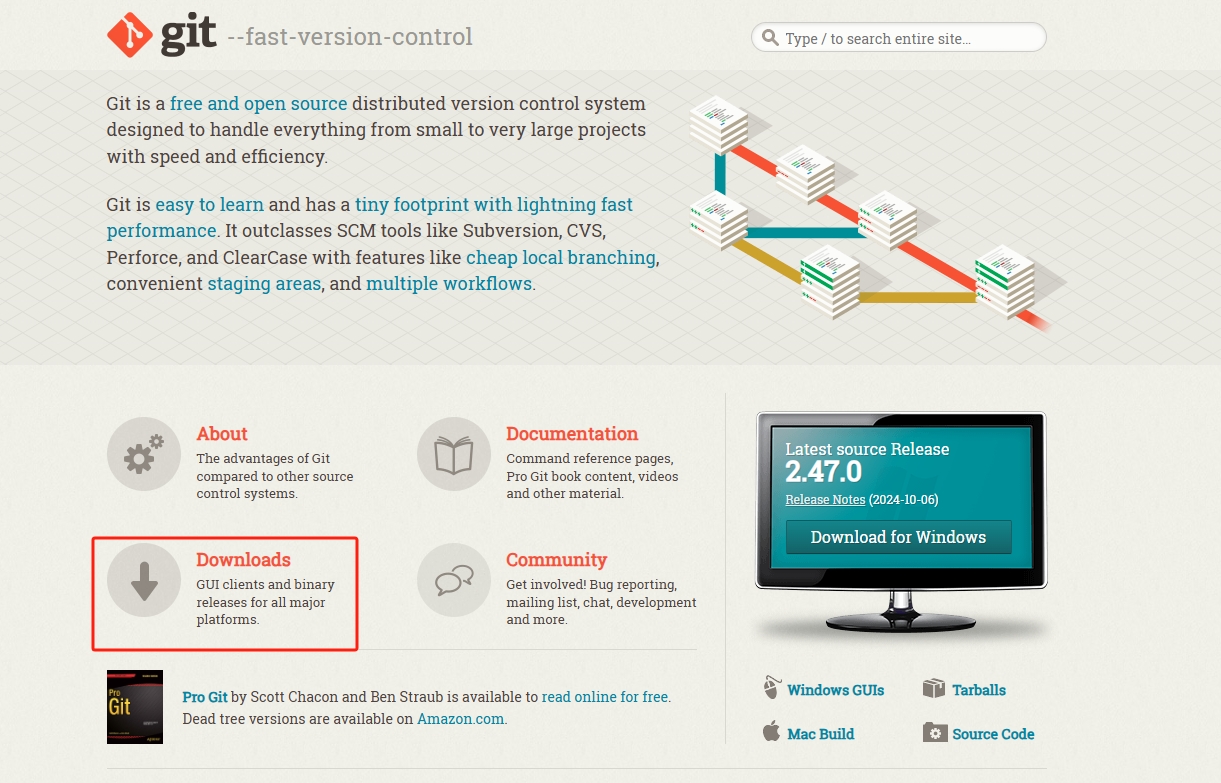 git --fast-version-control
Type / to search entire site...
Git is a free and open source distributed version control system
designed to handle everything from small to very large projects
with speed and efficiency.
Git is easy to learn and has a tiny footprint with lightning fast
performance. It outclasses SCM tools like Subversion, CVS,
Perforce, and ClearCase with features like cheap local branching,
convenient staging areas, and multiple workflows.
About
The advantages of Git
compared to other source
control systems.
Documentation
Command reference pages,
Pro Git book content, videos
and other material.
Downloads
GUI clients and binary
releases for all major
platforms.
Community
Get involved! Bug reporting,
mailing list, chat, development
and more.
Pro
Git
Pro Git by Scott Chacon and Ben Straub is available to read online for free.
Dead tree versions are available on Amazon.com.
Latest source Release
2.47.0
Release Notes (2024-10-06)
Download for Windows
Windows GUIs
Tarballs
Mac Build
Source Code